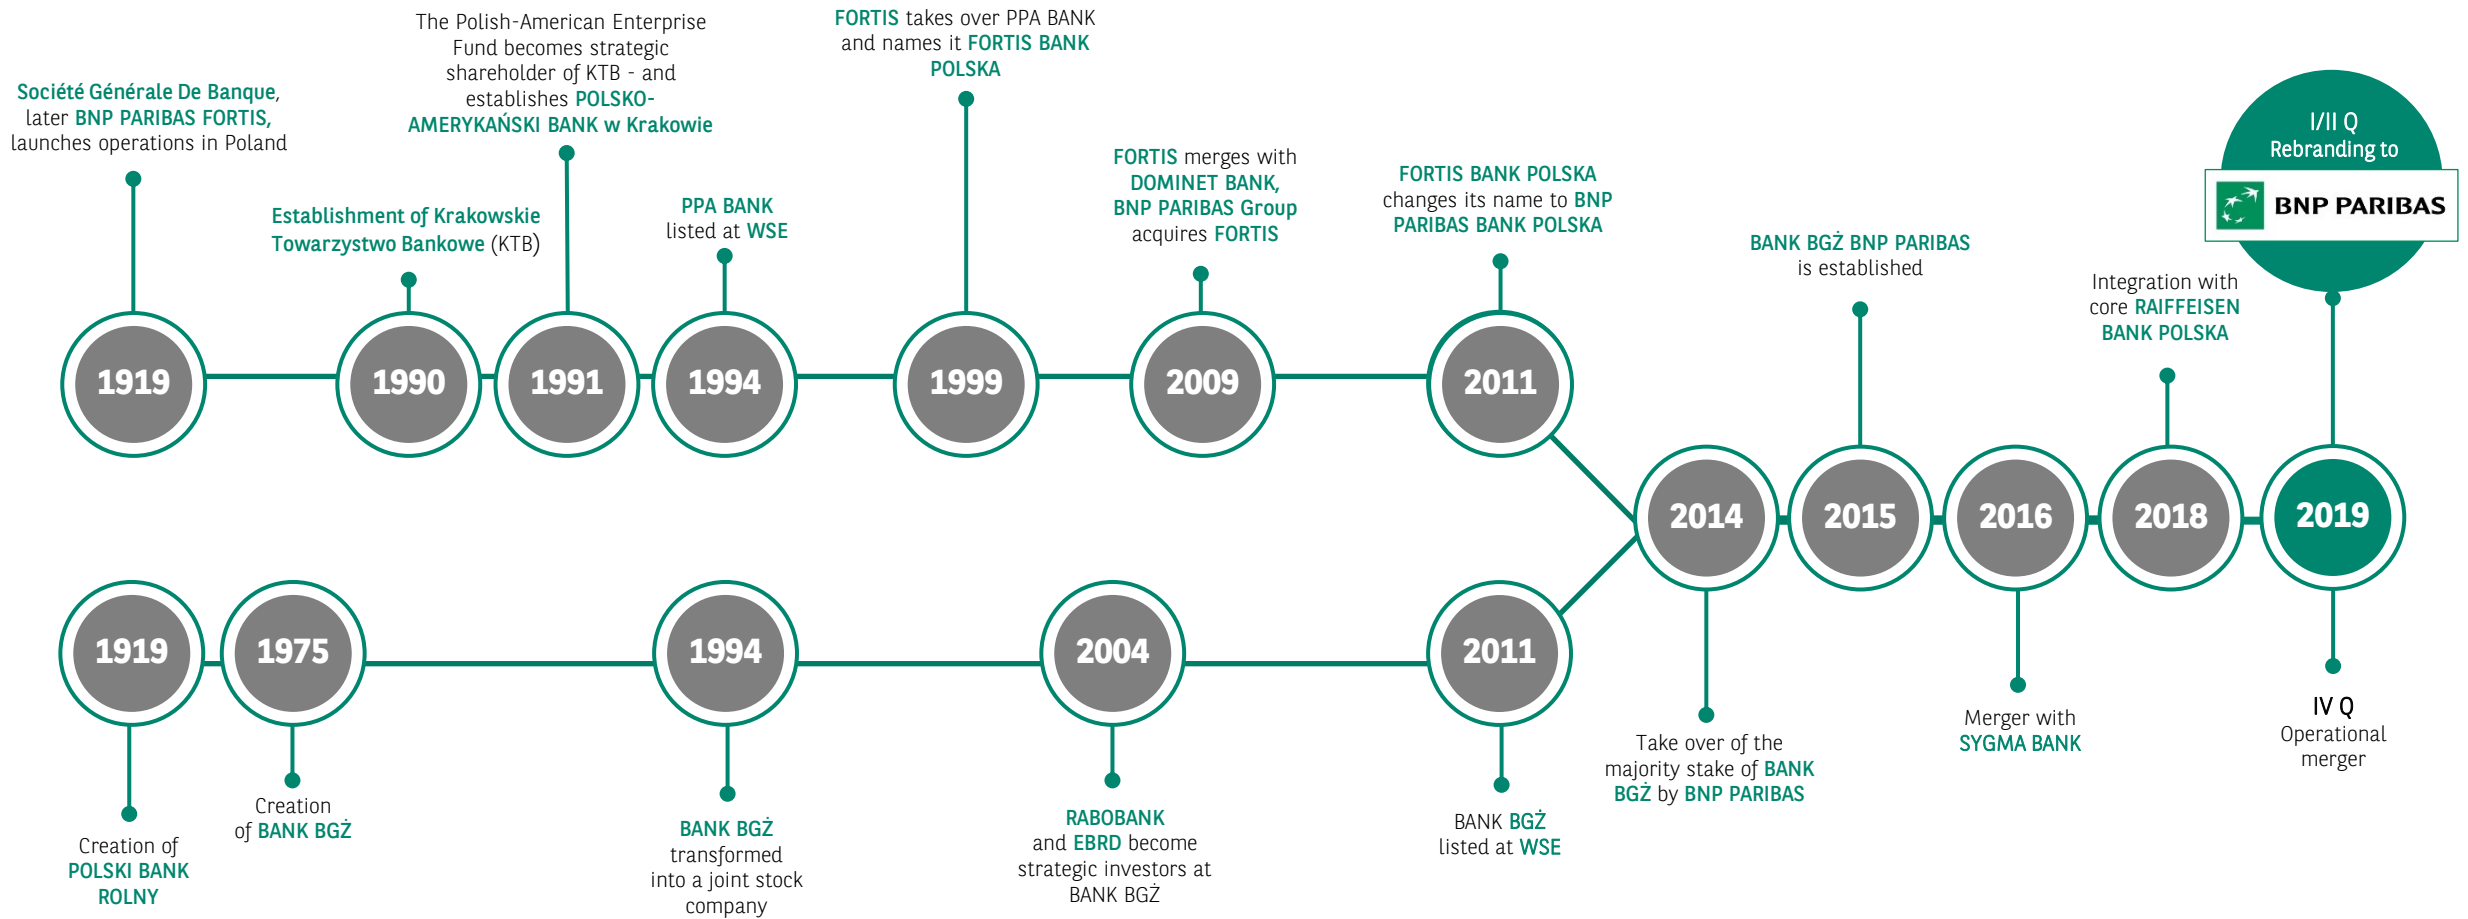 Société Générale De Banque,
later BNP PARIBAS FORTIS,
launches operations in Poland
1919
Establishment of Krakowskie
Towarzystwo Bankowe (KTB)
1990
The Polish-American Enterprise
Fund becomes strategic
shareholder of KTB - and
establishes POLSKO-
AMERYKAŃSKI BANK w Krakowie
1991
PPA BANK
listed at WSE
1994
FORTIS takes over PPA BANK
and names it FORTIS BANK
POLSKA
1999
FORTIS merges with
DOMINET BANK,
BNP PARIBAS Group
acquires FORTIS
2009
FORTIS BANK POLSKA
changes its name to BNP
PARIBAS BANK POLSKA
2011
1919
Creation of
POLSKI BANK
ROLNY
1975
Creation
of BANK BGŻ
1994
BANK BGŻ
transformed
into a joint stock
company
2004
RABOBANK
and EBRD become
strategic investors at
BANK BGŻ
2011
BANK BGŻ
listed at WSE
2014
Take over of the
majority stake of BANK
BGŻ by BNP PARIBAS
BANK BGŻ BNP PARIBAS
is established
2015
2016
Merger with
SYGMA BANK
Integration with
core RAIFFEISEN
BANK POLSKA
2018
I/II Q
Rebranding to
BNP PARIBAS
2019
IV Q
Operational
merger